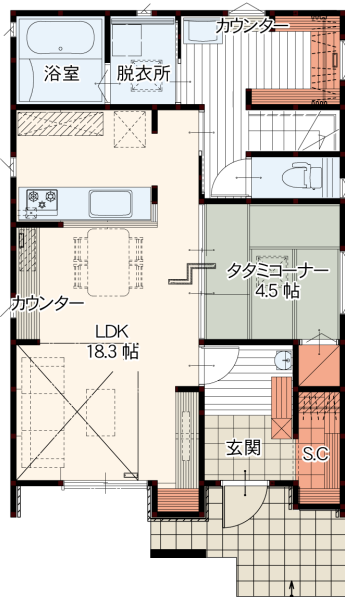 カウンター
浴室
脱衣所
タタミコーナー
4.5 帖
カウンター
LDK
18.3 帖
玄関
S.C